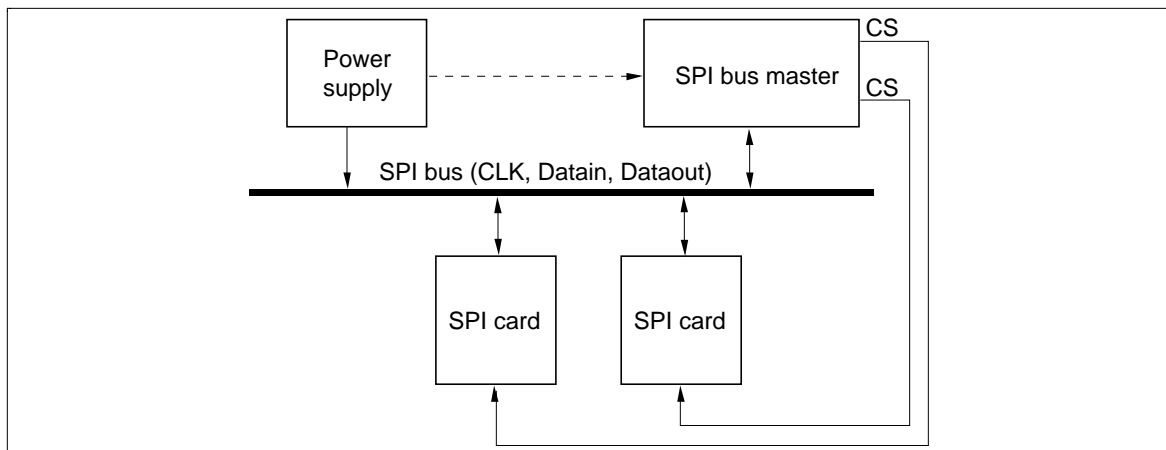 CS
Power
supply
SPI bus master
CS
SPI bus (CLK, Datain, Dataout)
SPI card
SPI card